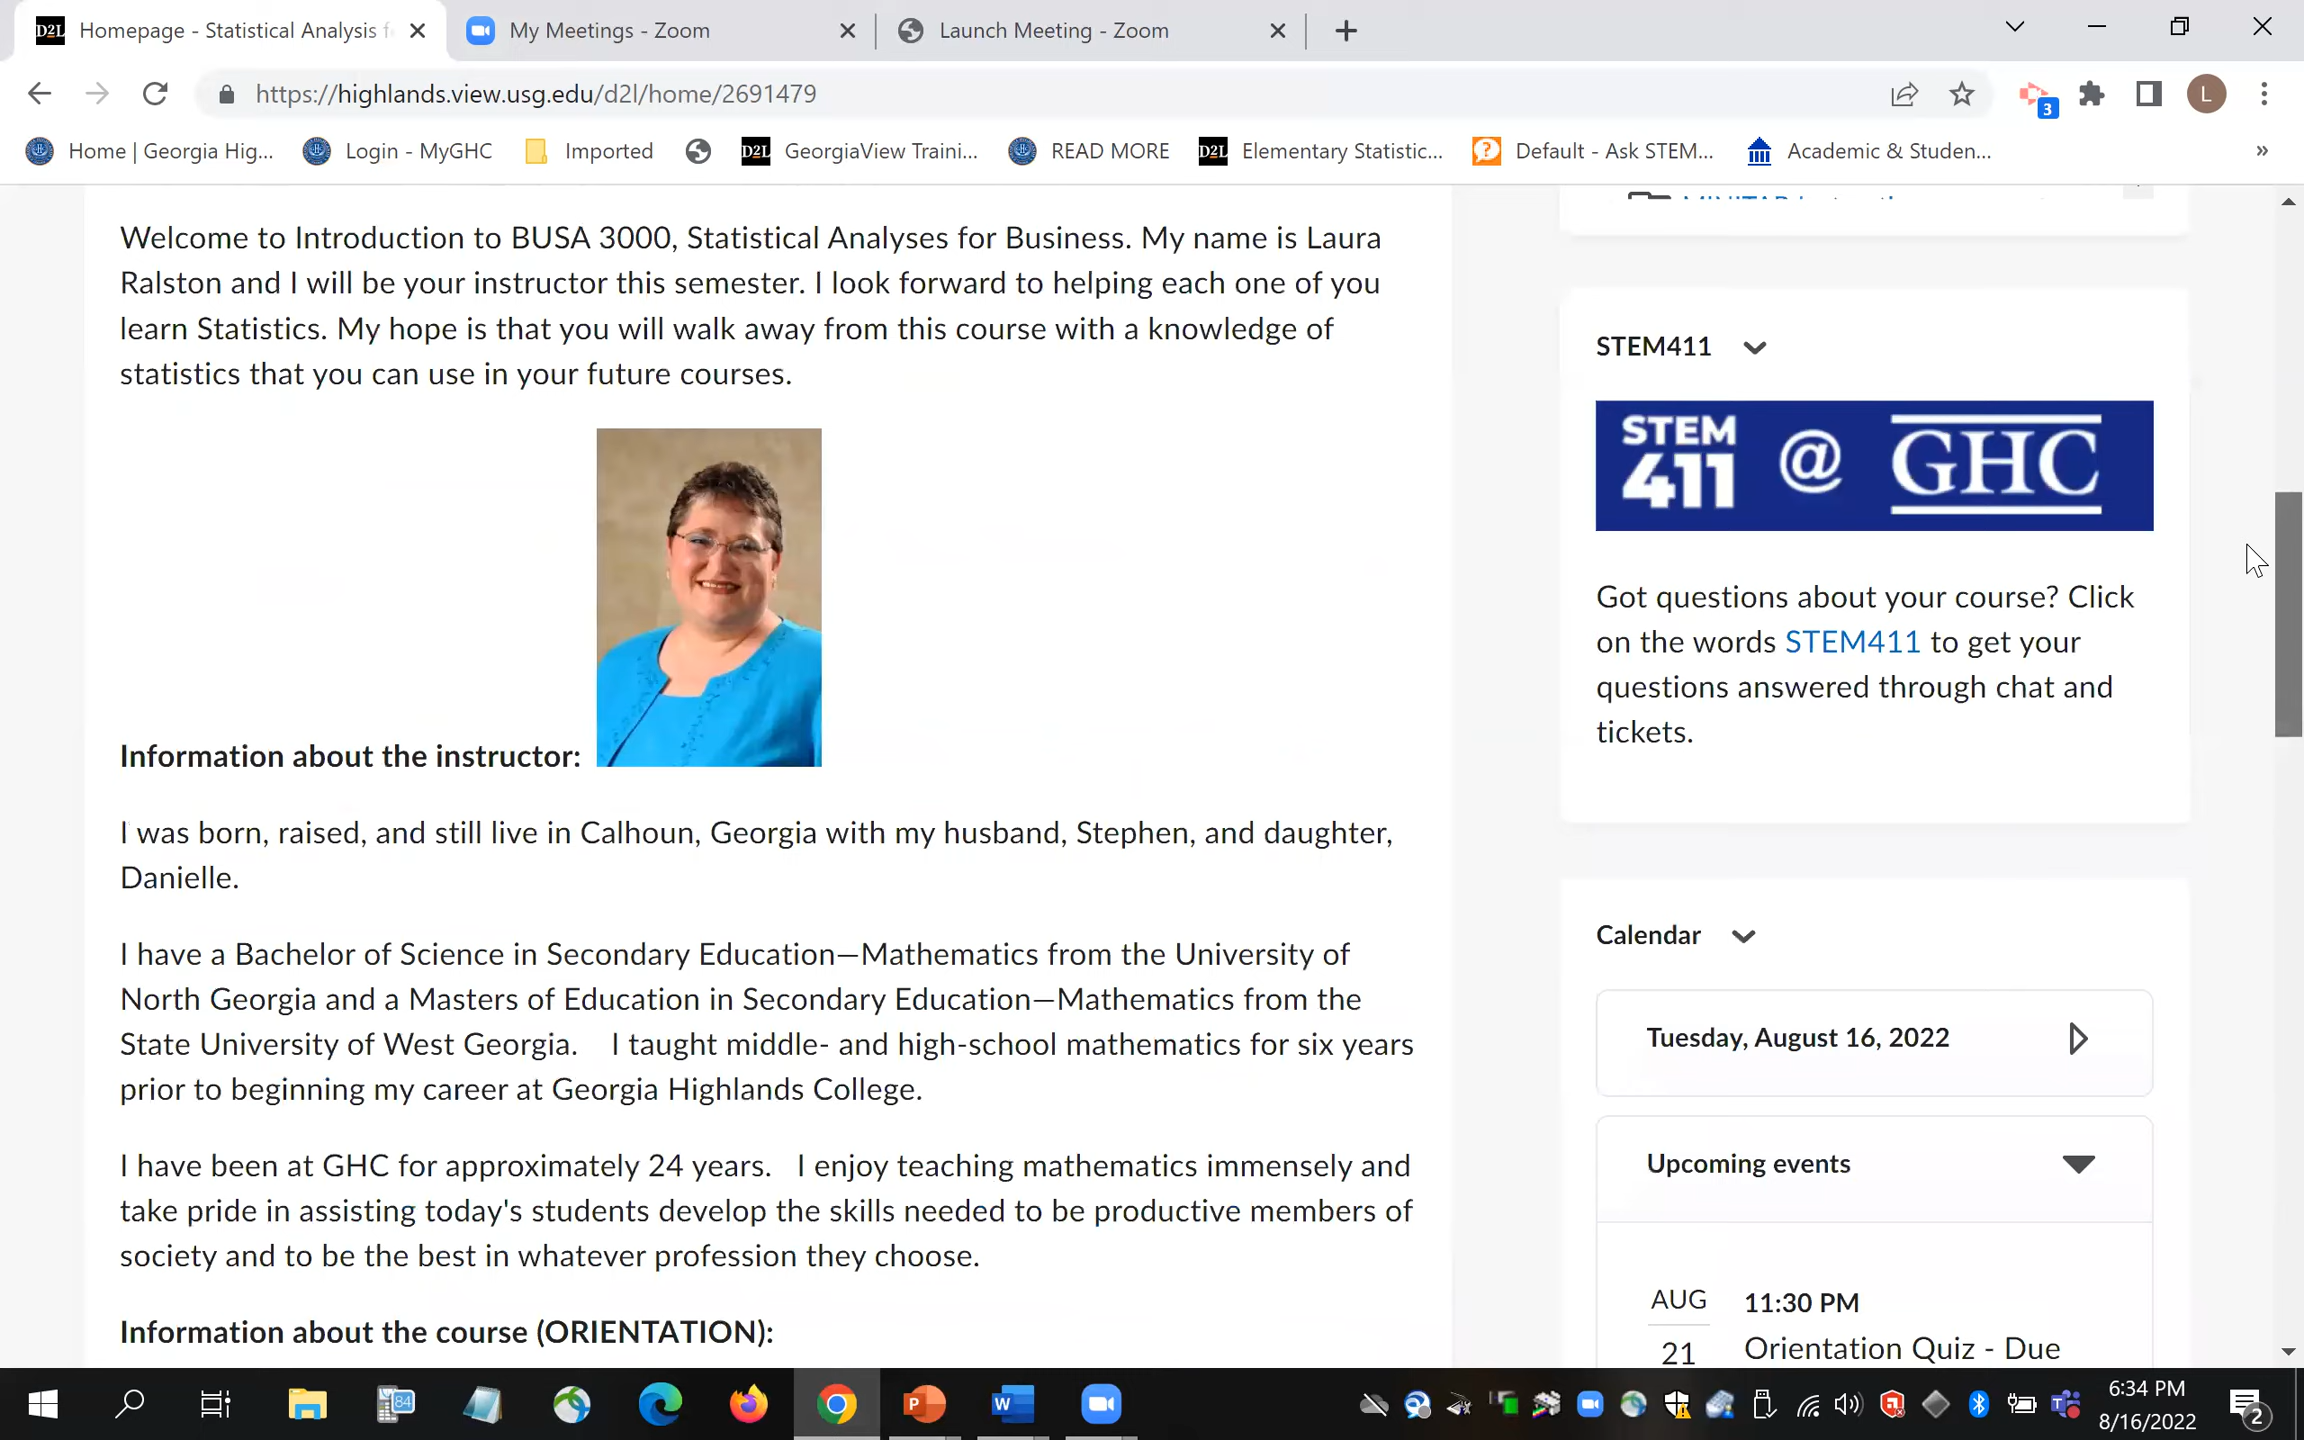 D2L Homepage - Statistical Analysis f
My Meetings - Zoom
Launch Meeting - Zoom
https://highlands.view.usg.edu/d2l/home/2691479
L
3
Home | Georgia Hig...
Login - MyGHC
Imported
D2L GeorgiaView Traini...
READ MORE
D2L Elementary Statistic...
Default - Ask STEM...
Academic & Studen...
»
Welcome to Introduction to BUSA 3000, Statistical Analyses for Business. My name is Laura
Ralston and I will be your instructor this semester. I look forward to helping each one of you
learn Statistics. My hope is that you will walk away from this course with a knowledge of
statistics that you can use in your future courses.
Information about the instructor:
I was born, raised, and still live in Calhoun, Georgia with my husband, Stephen, and daughter,
Danielle.
I have a Bachelor of Science in Secondary Education—Mathematics from the University of
North Georgia and a Masters of Education in Secondary Education—Mathematics from the
State University of West Georgia. I taught middle- and high-school mathematics for six years
prior to beginning my career at Georgia Highlands College.
I have been at GHC for approximately 24 years. I enjoy teaching mathematics immensely and
take pride in assisting today's students develop the skills needed to be productive members of
society and to be the best in whatever profession they choose.
Information about the course (ORIENTATION):
STEM411
STEM
411 @ GHC
Got questions about your course? Click
on the words STEM411 to get your
questions answered through chat and
tickets.
Calendar
Tuesday, August 16, 2022
Upcoming events
AUG
21
11:30 PM
Orientation Quiz - Due
84
P
W
6:34 PM
8/16/2022
2